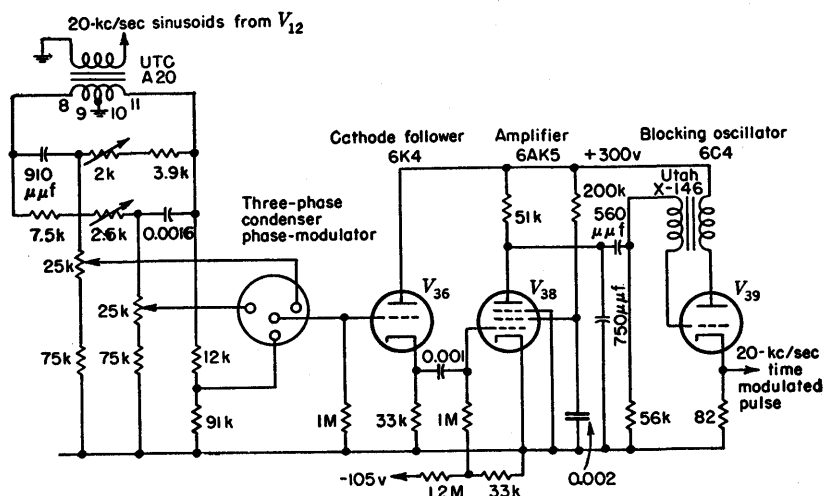 20-kc/sec sinusoids from V12
UTC
A20
8
9
10
11
910
μμf
2k
3.9k
7.5k
2.6k
0.0016
25k
25k
75k
75k
12k
91k
Three-phase
condenser
phase-modulator
Cathode follower
6K4
Amplifier
6AK5
+300v
Blocking oscillator
6C4
Utah
X-146
51k
200k
560
μμf
750μμf
V36
V38
V39
0.001
1M
33k
1M
56k
82
20-kc/sec
time
modulated
pulse
-105v
1.2M
33k
0.002